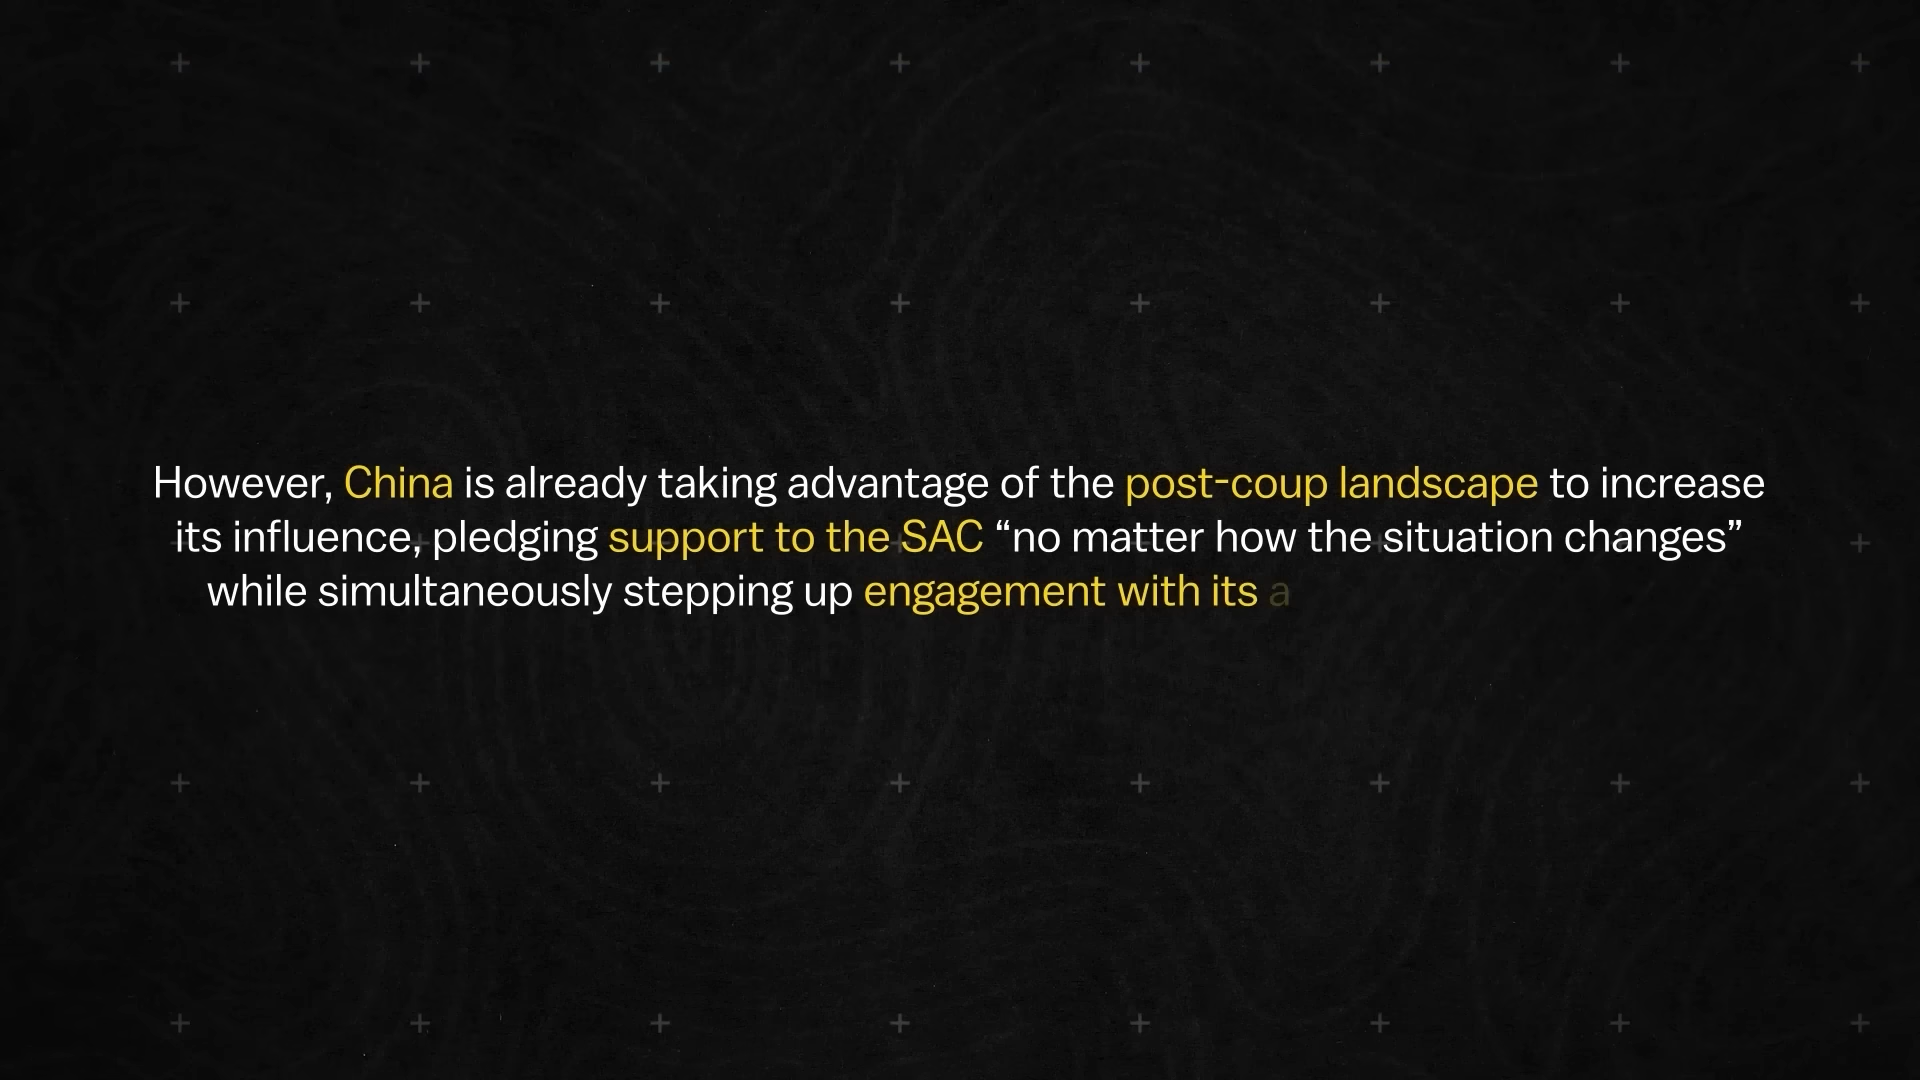 However, China is already taking advantage of the post-coup landscape to increase
its influence, pledging support to the SAC “no matter how the situation changes”
while simultaneously stepping up engagement with its a